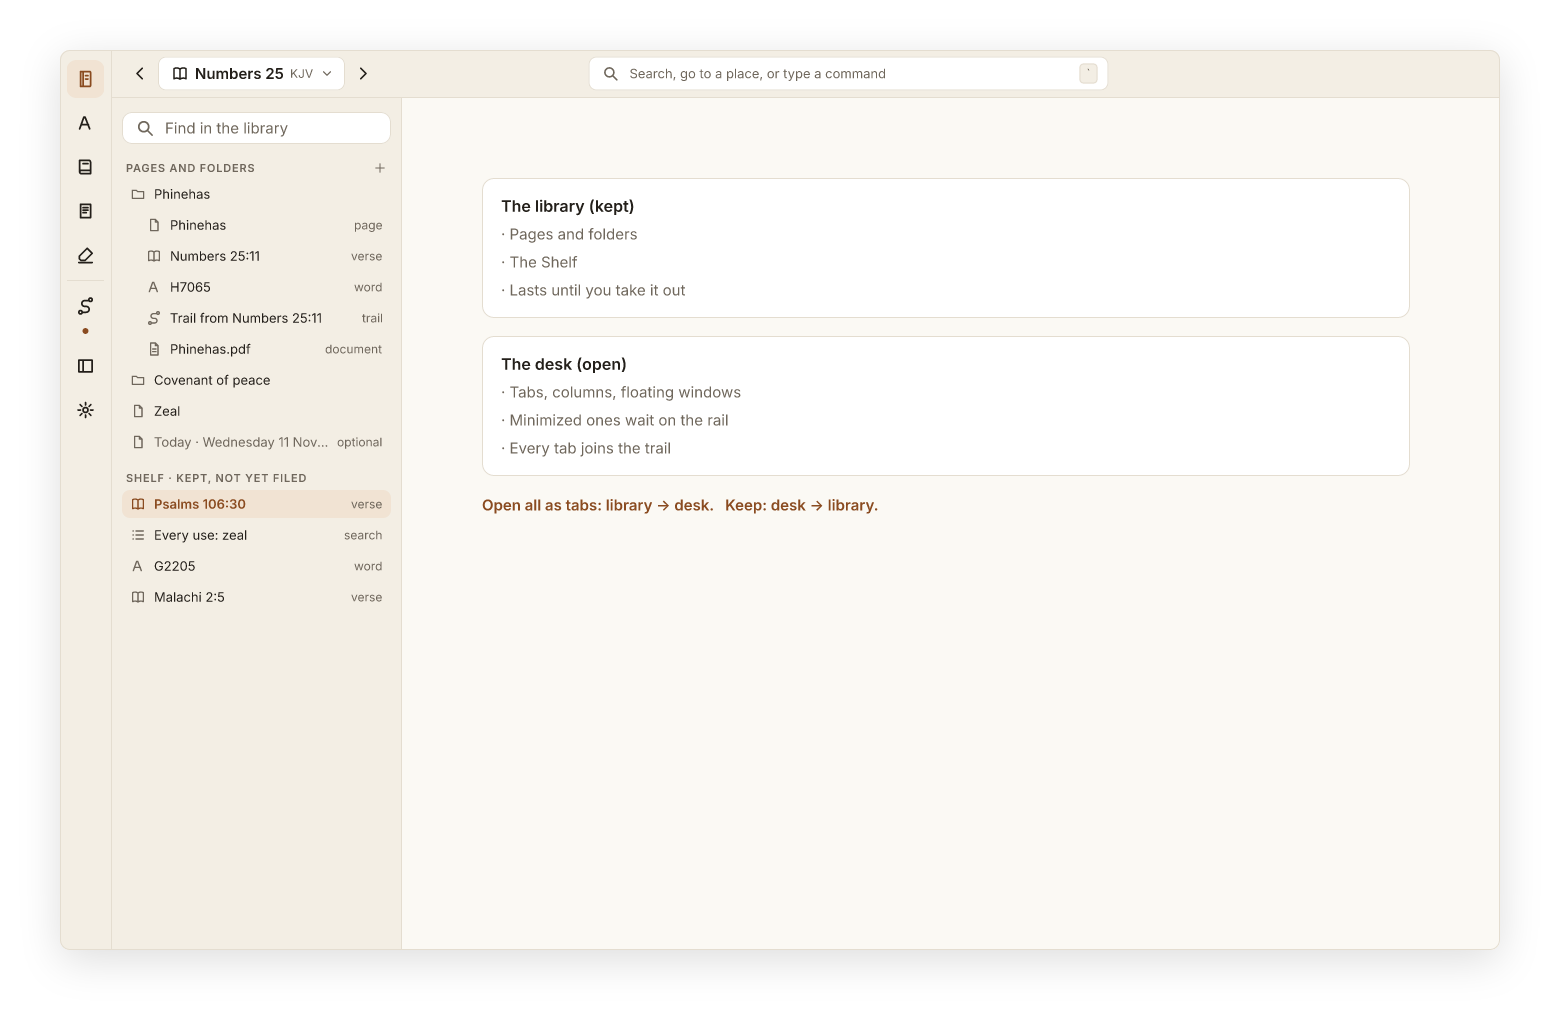 Numbers 25 KJV
Search, go to a place, or type a command
Find in the library
PAGES AND FOLDERS
Phinehas
Phinehas page
Numbers 25:11 verse
H7065 word
Trail from Numbers 25:11 trail
Phinehas.pdf document
Covenant of peace
Zeal
Today · Wednesday 11 Nov... optional
SHELF · KEPT, NOT YET FILED
Psalms 106:30 verse
Every use: zeal search
G2205 word
Malachi 2:5 verse
The library (kept)
· Pages and folders
· The Shelf
· Lasts until you take it out
The desk (open)
· Tabs, columns, floating windows
· Minimized ones wait on the rail
· Every tab joins the trail
Open all as tabs: library → desk. Keep: desk → library.